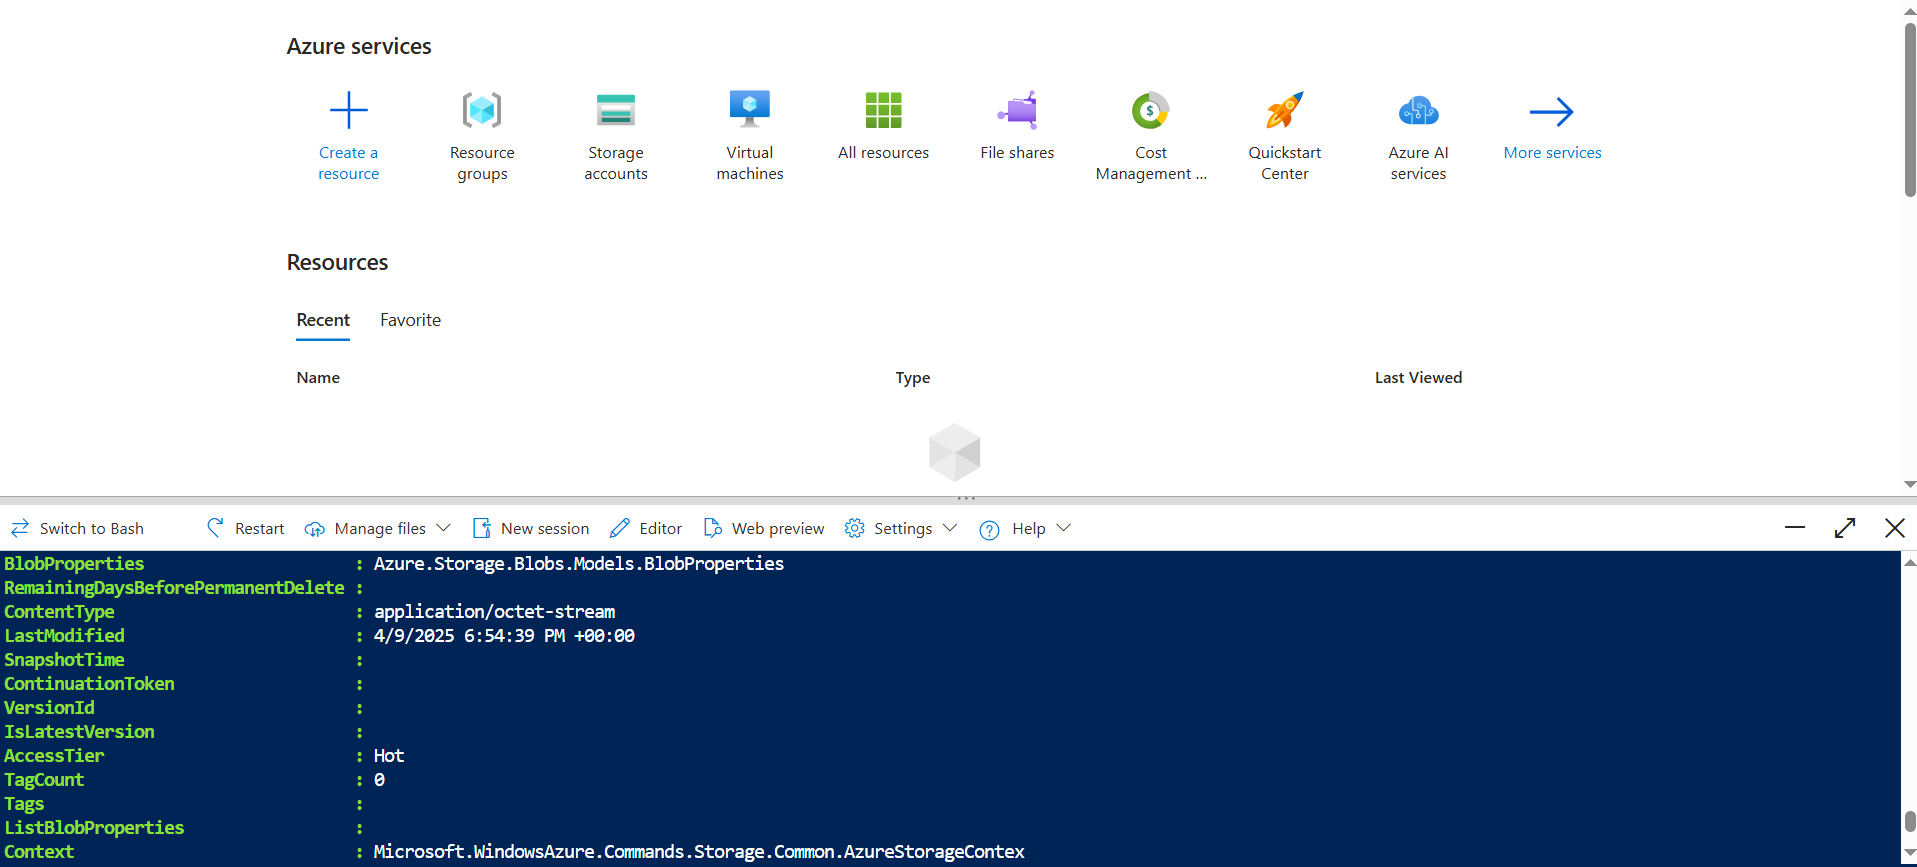 Azure services
Create a resource
Resource groups
Storage accounts
Virtual machines
All resources
File shares
Cost Management ...
Quickstart Center
Azure AI services
More services
Resources
Recent Favorite
Name Type Last Viewed
Switch to Bash Restart Manage files New session Editor Web preview Settings Help
BlobProperties : Azure.Storage.Blobs.Models.BlobProperties
RemainingDaysBeforePermanentDelete :
ContentType : application/octet-stream
LastModified : 4/9/2025 6:54:39 PM +00:00
SnapshotTime :
ContinuationToken :
VersionId :
IsLatestVersion :
AccessTier : Hot
TagCount : 0
Tags :
ListBlobProperties :
Context : Microsoft.WindowsAzure.Commands.Storage.Common.AzureStorageContex